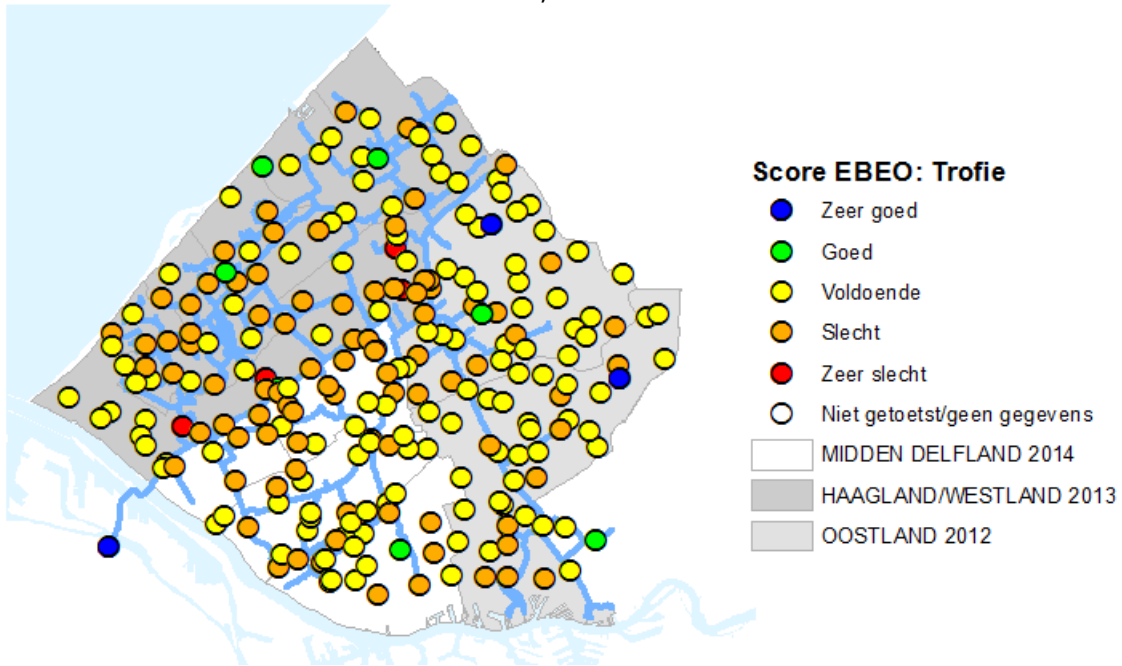 Score EBEO: Trofie
Zeer goed
Goed
Voldoende
Slecht
Zeer slecht
Niet getoetst/geen gegevens
MIDDEN DELFLAND 2014
HAAGLAND/WESTLAND 2013
OOSTLAND 2012